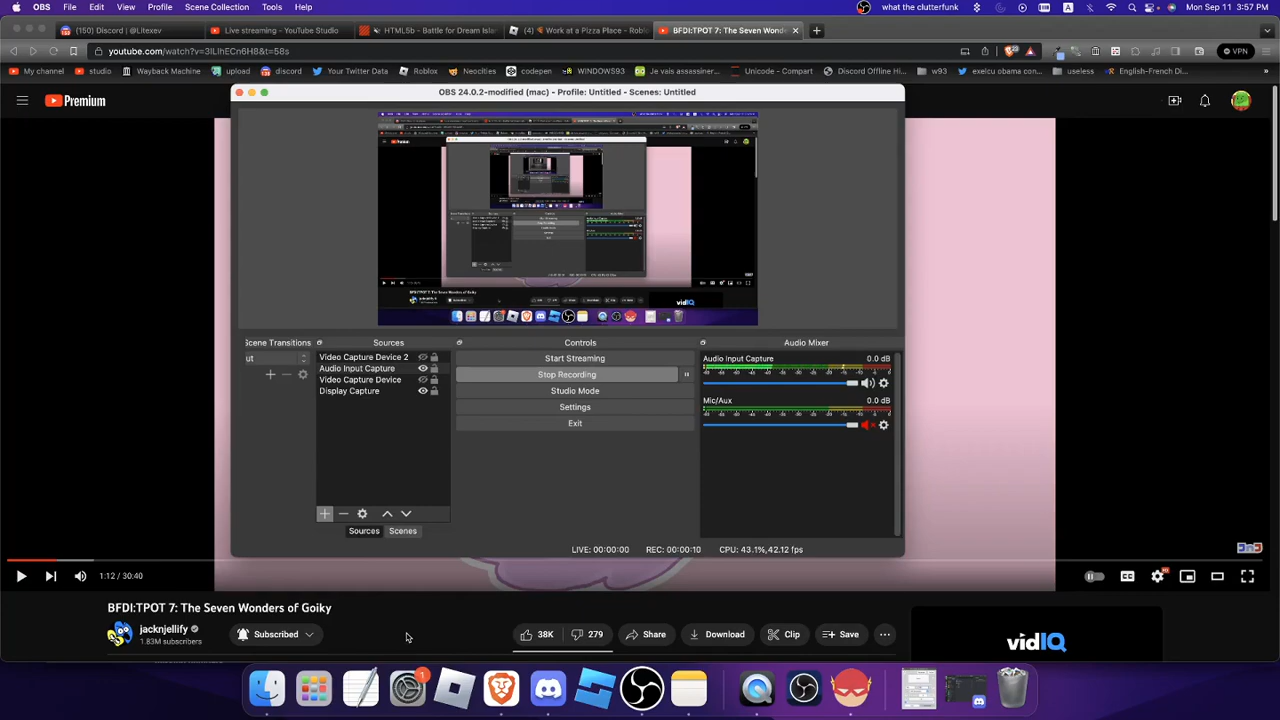 OBS File Edit View Profile Scene Collection Tools Help what the clutterfunk Mon Sep 11 3:57 PM
(150) Discord | @Litexev Live streaming - YouTube Studio HTML5b - Battle for Dream Islan (4) Work at a Pizza Place - Robl BFDI:TPOT 7: The Seven Wond
youtube.com/watch?v=3ILIhECn6H8&t=58s 23 VPN
My channel studio Wayback Machine upload discord Your Twitter Data Roblox Neocities codepen WINDOWS93 Je vais assassiner... Unicode - Compart Discord Offline Hi... w93 exelcu obama con... useless English-French Di... »
Premium
OBS 24.0.2-modified (mac) - Profile: Untitled - Scenes: Untitled
Scene Transitions Sources Controls Audio Mixer
ut
Video Capture Device 2
Audio Input Capture
Video Capture Device
Display Capture
Start Streaming
Stop Recording
Studio Mode
Settings
Exit
Audio Input Capture 0.0 dB
Mic/Aux 0.0 dB
Sources Scenes
LIVE: 00:00:00 REC: 00:00:10 CPU: 43.1%,42.12 fps
1:12 / 30:40
BFDI:TPOT 7: The Seven Wonders of Goiky
jacknjellify
1.83M subscribers
Subscribed
38K 279 Share Download Clip Save ...
vidIQ
1